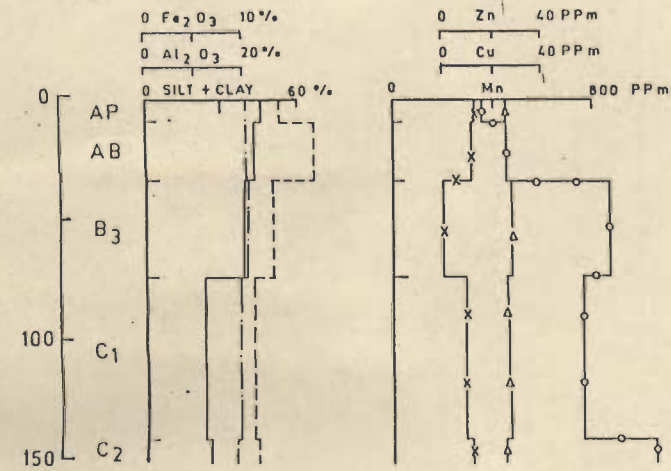 0 Fe2O3 10% 0 Zn 40 PPm
0 Al2O3 20% 0 Cu 40 PPm
0 SILT + CLAY 60 % 0 Mn 800 PPm
0
AP
AB
B3
100
C1
150
C2